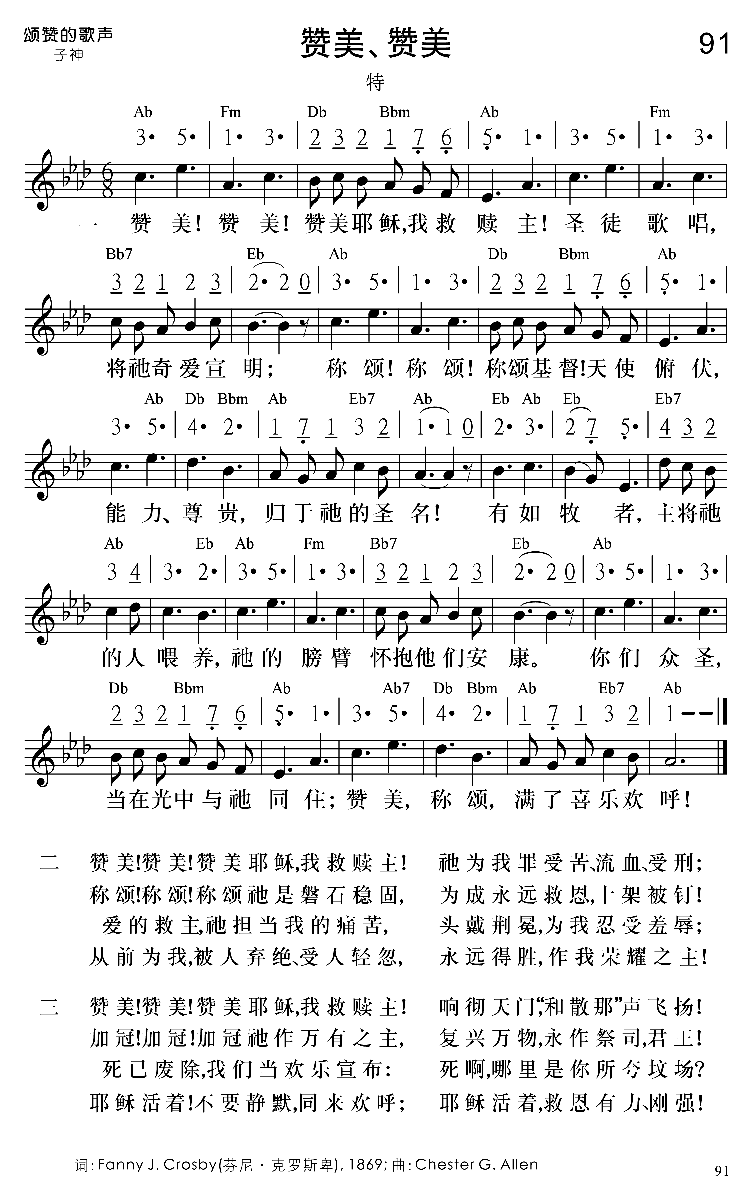 颂赞的歌声
子神
赞美、赞美
91
特
Ab Fm Db Bbm Ab Fm
3· 5· | 1· 3· | 2 3 2 1 7 6 | 5· 1· | 3· 5· | 1· 3· |
6 8
一 赞美!赞美!赞美耶稣,我救赎主!圣徒歌唱,
Bb7 Eb Ab Db Bbm Ab
3 2 1 2 3 | 2·2 0 | 3· 5· | 1· 3· | 2 3 2 1 7 6 | 5· 1· |
将祂奇爱宣明;称颂!称颂!称颂基督!天使俯伏,
Ab Db Bbm Ab Eb7 Ab Eb Ab Eb Eb7
3· 5· | 4· 2· | 1 7 1 3 2 | 1·1 0 | 2· 3· | 2 7 5· | 4 3 2
能力、尊贵,归于祂的圣名!有如牧者,主将祂
Ab Eb Ab Fm Bb7 Eb Ab
3 4 | 3· 2· | 3· 5· | 1· 3· | 3 2 1 2 3 | 2·2 0 | 3· 5· | 1· 3· |
的人喂养,祂的膀臂怀抱他们安康。你们众圣,
Db Bbm Ab Ab7 Db Bbm Ab Eb7 Ab
2 3 2 1 7 6 | 5· 1· | 3· 5· | 4· 2· | 1 7 1 3 2 | 1 – – ‖
当在光中与祂同住;赞美,称颂,满了喜乐欢呼!
二 赞美!赞美!赞美耶稣,我救赎主! 祂为我罪受苦、流血、受刑;
称颂!称颂!称颂祂是磐石稳固, 为成永远救恩,十架被钉!
爱的救主,祂担当我的痛苦, 头戴荆冕,为我忍受羞辱;
从前为我,被人弃绝、受人轻忽, 永远得胜,作我荣耀之主!
三 赞美!赞美!赞美耶稣,我救赎主! 响彻天门,“和散那”声飞扬!
加冠!加冠!加冠祂作万有之主, 复兴万物,永作祭司,君王!
死已废除,我们当欢乐宣布: 死啊,哪里是你所夸坟场?
耶稣活着!不要静默,同来欢呼; 耶稣活着,救恩有力、刚强!
词: Fanny J. Crosby(芬尼·克罗斯卑), 1869; 曲: Chester G. Allen
91